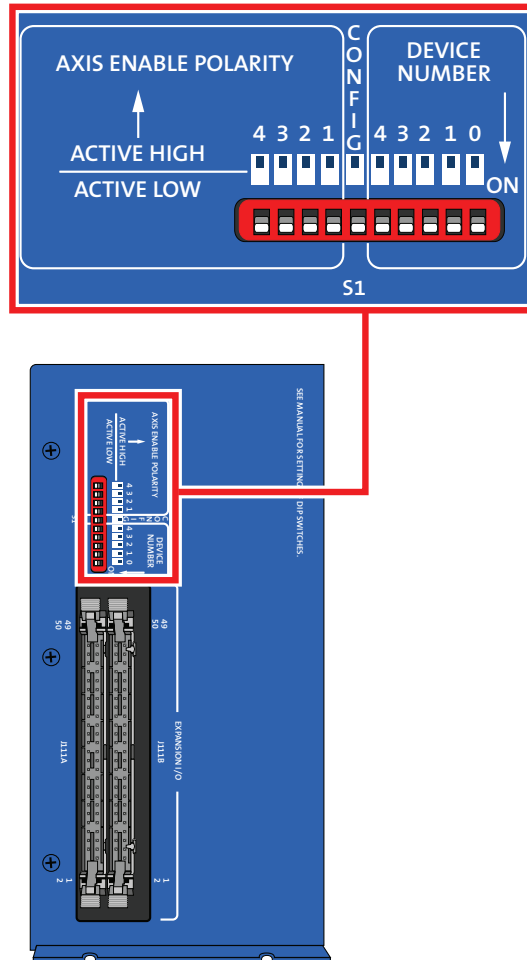 AXIS ENABLE POLARITY
ACTIVE HIGH
ACTIVE LOW
4 3 2 1
CONFIG
DEVICE
NUMBER
4 3 2 1 0
ON
S1
SEE MANUAL FOR SETTING
DIP SWITCHES.
AXIS ENABLE POLARITY
ACTIVE HIGH
ACTIVE LOW
4 3 2 1
CONFIG
DEVICE
NUMBER
4 3 2 1 0
49
50
49
50
EXPANSION I/O
J111A
J111B
1
2
1
2